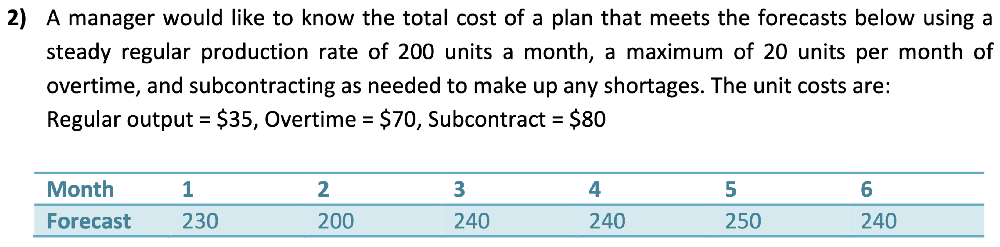 2) A manager would like to know the total cost of a plan that meets the forecasts below using a
steady regular production rate of 200 units a month, a maximum of 20 units per month of
overtime, and subcontracting as needed to make up any shortages. The unit costs are:
Regular output = $35, Overtime = $70, Subcontract = $80
Month 1 2 3 4 5 6
Forecast 230 200 240 240 250 240